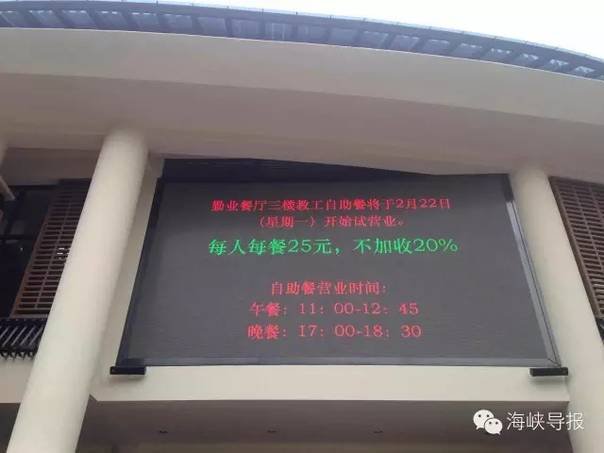 勤业餐厅三楼教工自助餐将于2月22日
(星期一)开始试营业。
每人每餐25元，不加收20%
自助餐营业时间：
午餐：11：00-12：45
晚餐：17：00-18：30
海峡导报